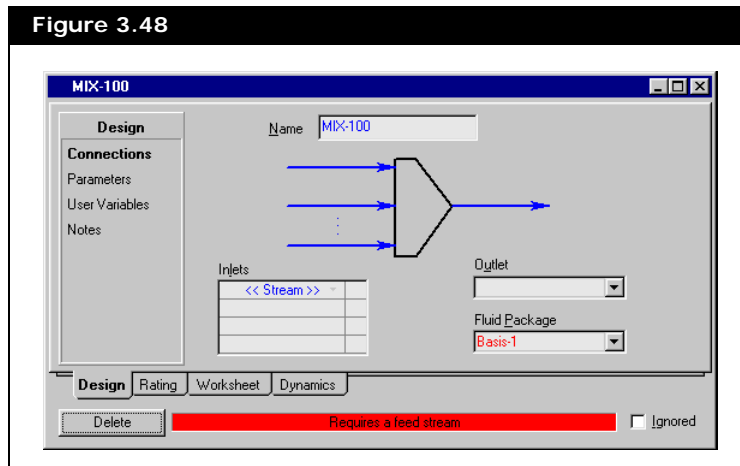 Figure 3.48
MIX-100
Design
Connections
Parameters
User Variables
Notes
Name MIX-100
Inlets
<< Stream >>
Outlet
Fluid Package
Basis-1
Design Rating Worksheet Dynamics
Delete Requires a feed stream Ignored